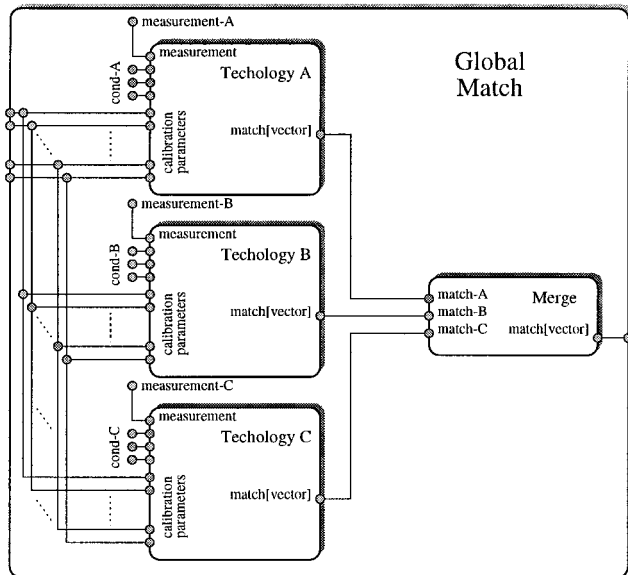 measurement-A
measurement
Techology A
cond-A
Global
Match
match[vector]
calibration
parameters
measurement-B
measurement
Techology B
cond-B
match[vector]
calibration
parameters
match-A
Merge
match-B
match-C
match[vector]
measurement-C
measurement
Techology C
cond-C
match[vector]
calibration
parameters